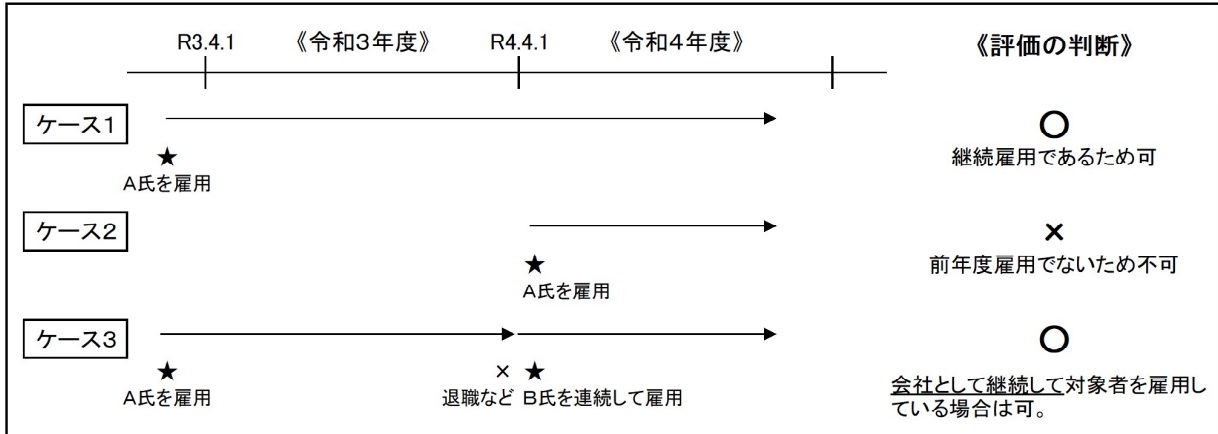 R3.4.1 《令和3年度》 R4.4.1 《令和4年度》 《評価の判断》
ケース1
○
★
A氏を雇用
継続雇用であるため可
ケース2
×
★
A氏を雇用
前年度雇用でないため不可
ケース3
○
★ × ★
A氏を雇用 退職など B氏を連続して雇用
会社として継続して対象者を雇用し
ている場合は可。